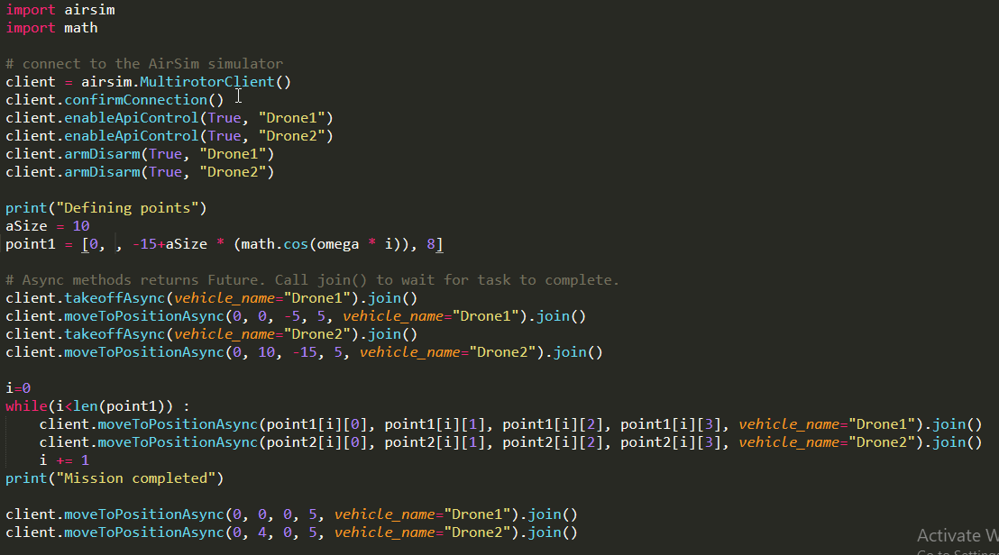 import airsim
import math
# connect to the AirSim simulator
client = airsim.MultirotorClient()
client.confirmConnection()
client.enableApiControl(True, "Drone1")
client.enableApiControl(True, "Drone2")
client.armDisarm(True, "Drone1")
client.armDisarm(True, "Drone2")
print("Defining points")
aSize = 10
point1 = [0, , -15+aSize * (math.cos(omega * i)), 8]
# Async methods returns Future. Call join() to wait for task to complete.
client.takeoffAsync(vehicle_name="Drone1").join()
client.moveToPositionAsync(0, 0, -5, 5, vehicle_name="Drone1").join()
client.takeoffAsync(vehicle_name="Drone2").join()
client.moveToPositionAsync(0, 10, -15, 5, vehicle_name="Drone2").join()
i=0
while(i<len(point1)) :
    client.moveToPositionAsync(point1[i][0], point1[i][1], point1[i][2], point1[i][3], vehicle_name="Drone1").join()
    client.moveToPositionAsync(point2[i][0], point2[i][1], point2[i][2], point2[i][3], vehicle_name="Drone2").join()
    i += 1
print("Mission completed")
client.moveToPositionAsync(0, 0, 0, 5, vehicle_name="Drone1").join()
client.moveToPositionAsync(0, 4, 0, 5, vehicle_name="Drone2").join()
Activate W